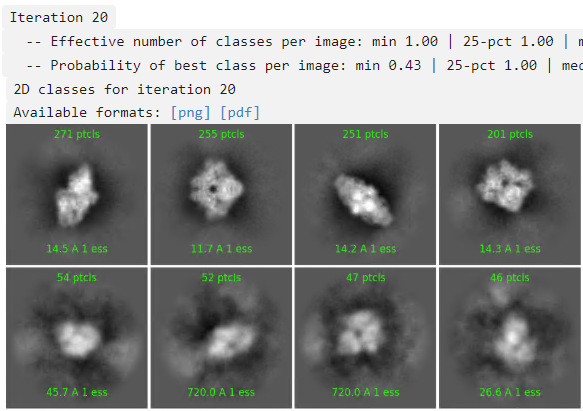 Iteration 20
-- Effective number of classes per image: min 1.00 | 25-pct 1.00 |
-- Probability of best class per image: min 0.43 | 25-pct 1.00 |
2D classes for iteration 20
Available formats: [png] [pdf]
271 ptcls 255 ptcls 251 ptcls 201 ptcls
14.5 A 1 ess 11.7 A 1 ess 14.2 A 1 ess 14.3 A 1 ess
54 ptcls 52 ptcls 47 ptcls 46 ptcls
45.7 A 1 ess 720.0 A 1 ess 720.0 A 1 ess 26.6 A 1 ess